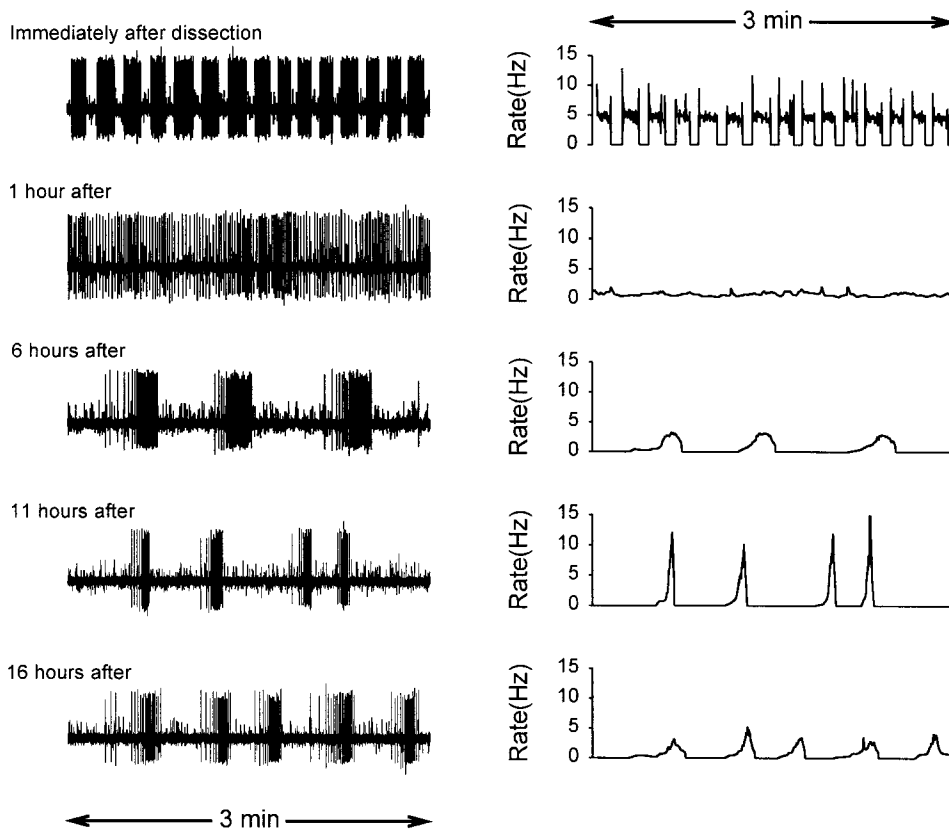 3 min
Immediately after dissection
15
10
5
0
Rate(Hz)
1 hour after
15
10
5
0
Rate(Hz)
6 hours after
15
10
5
0
Rate(Hz)
11 hours after
15
10
5
0
Rate(Hz)
16 hours after
15
10
5
0
Rate(Hz)
3 min